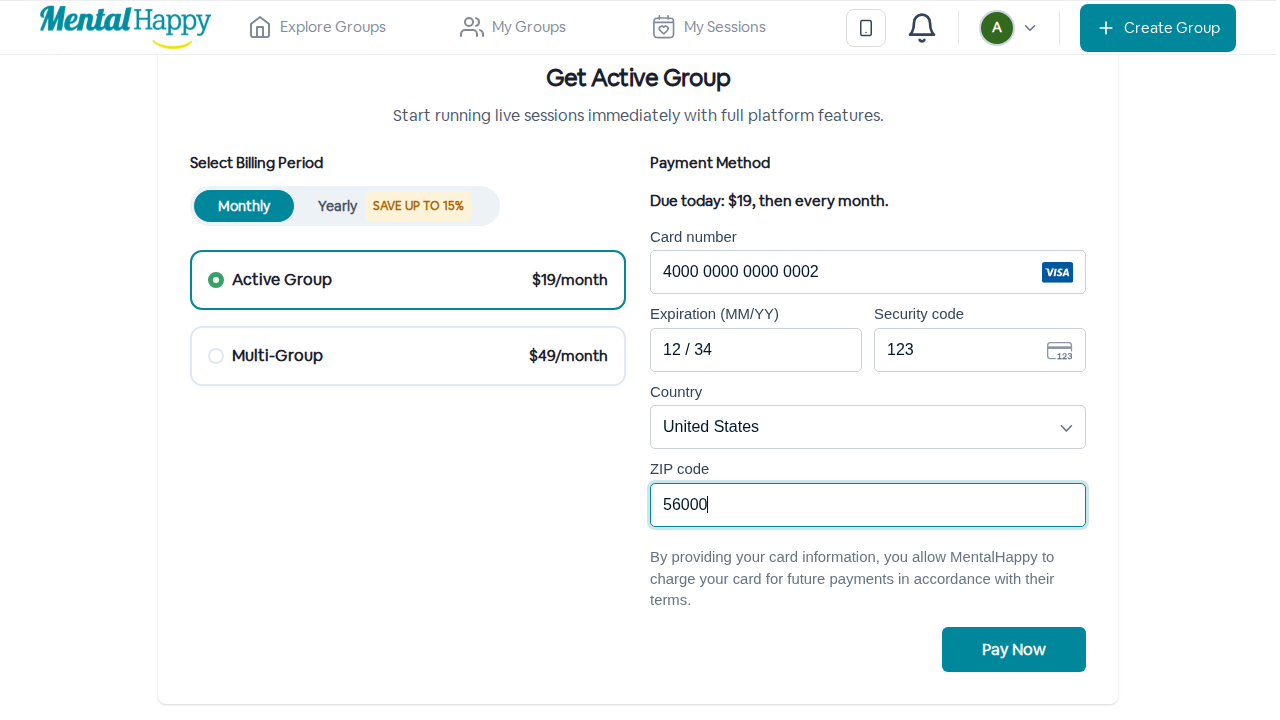 Mental Happy
Explore Groups
My Groups
My Sessions
A
Create Group
Get Active Group
Start running live sessions immediately with full platform features.
Select Billing Period
Monthly
Yearly
SAVE UP TO 15%
Active Group
$19/month
Multi-Group
$49/month
Payment Method
Due today: $19, then every month.
Card number
4000 0000 0000 0002
VISA
Expiration (MM/YY)
Security code
12 / 34
123
123
Country
United States
ZIP code
56000
By providing your card information, you allow MentalHappy to
charge your card for future payments in accordance with their
terms.
Pay Now